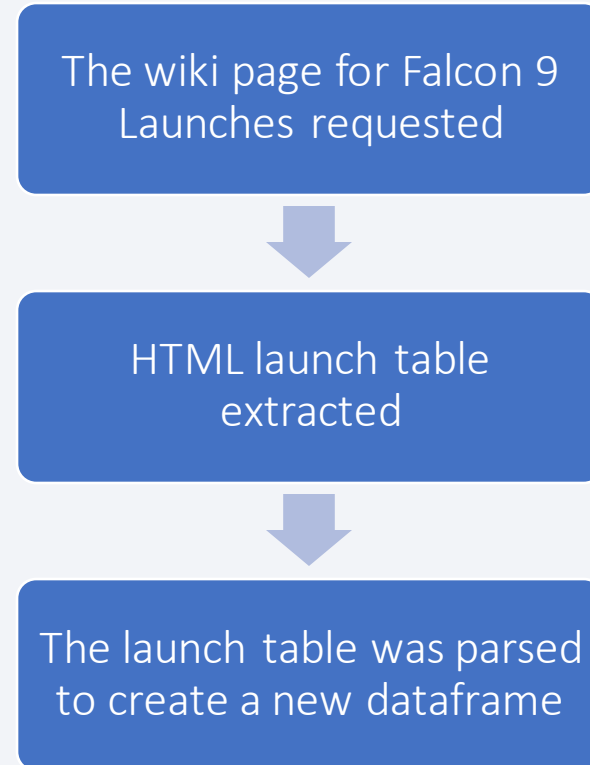 The wiki page for Falcon 9
Launches requested
HTML launch table
extracted
The launch table was parsed
to create a new dataframe